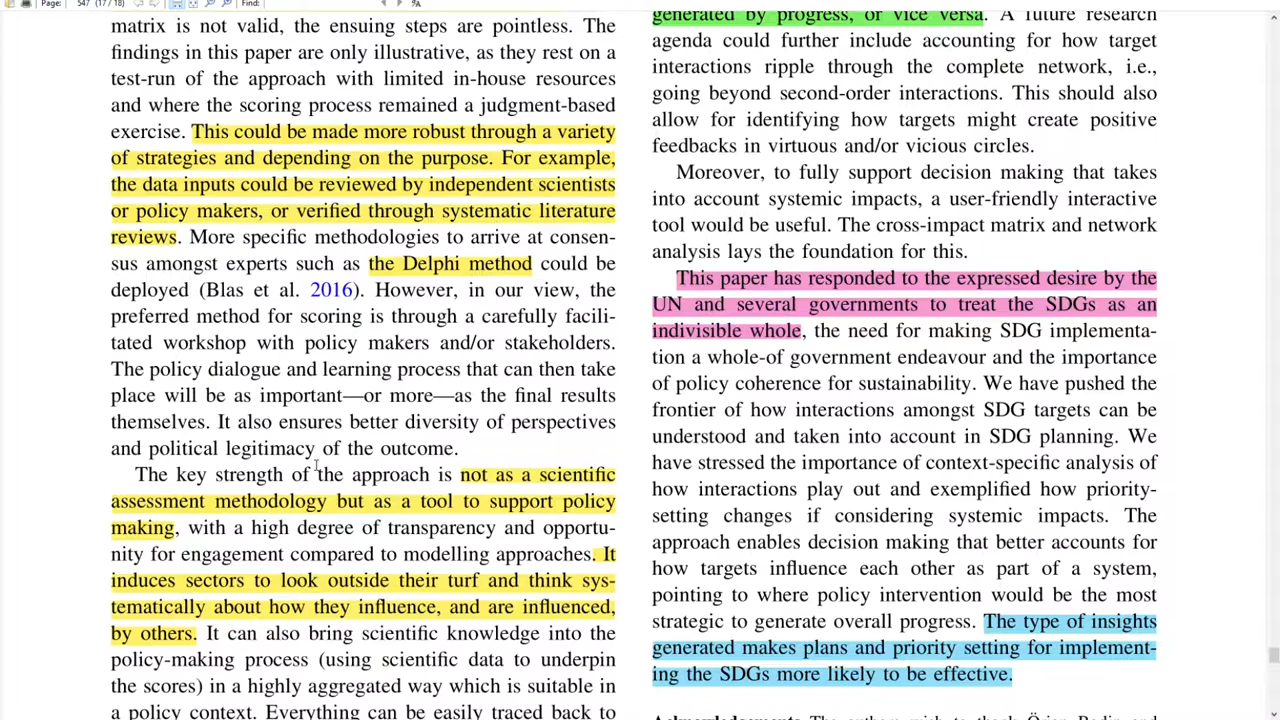 Page: 547 (17 / 18) Find:
matrix is not valid, the ensuing steps are pointless. The
findings in this paper are only illustrative, as they rest on a
test-run of the approach with limited in-house resources
and where the scoring process remained a judgment-based
exercise. This could be made more robust through a variety
of strategies and depending on the purpose. For example,
the data inputs could be reviewed by independent scientists
or policy makers, or verified through systematic literature
reviews. More specific methodologies to arrive at consen-
sus amongst experts such as the Delphi method could be
deployed (Blas et al. 2016). However, in our view, the
preferred method for scoring is through a carefully facili-
tated workshop with policy makers and/or stakeholders.
The policy dialogue and learning process that can then take
place will be as important—or more—as the final results
themselves. It also ensures better diversity of perspectives
and political legitimacy of the outcome.
The key strength of the approach is not as a scientific
assessment methodology but as a tool to support policy
making, with a high degree of transparency and opportu-
nity for engagement compared to modelling approaches. It
induces sectors to look outside their turf and think sys-
tematically about how they influence, and are influenced,
by others. It can also bring scientific knowledge into the
policy-making process (using scientific data to underpin
the scores) in a highly aggregated way which is suitable in
a policy context. Everything can be easily traced back to
generated by progress, or vice versa. A future research
agenda could further include accounting for how target
interactions ripple through the complete network, i.e.,
going beyond second-order interactions. This should also
allow for identifying how targets might create positive
feedbacks in virtuous and/or vicious circles.
Moreover, to fully support decision making that takes
into account systemic impacts, a user-friendly interactive
tool would be useful. The cross-impact matrix and network
analysis lays the foundation for this.
This paper has responded to the expressed desire by the
UN and several governments to treat the SDGs as an
indivisible whole, the need for making SDG implementa-
tion a whole-of government endeavour and the importance
of policy coherence for sustainability. We have pushed the
frontier of how interactions amongst SDG targets can be
understood and taken into account in SDG planning. We
have stressed the importance of context-specific analysis of
how interactions play out and exemplified how priority-
setting changes if considering systemic impacts. The
approach enables decision making that better accounts for
how targets influence each other as part of a system,
pointing to where policy intervention would be the most
strategic to generate overall progress. The type of insights
generated makes plans and priority setting for implement-
ing the SDGs more likely to be effective.
Acknowledgements The authors wish to thank Örjan Bodin and